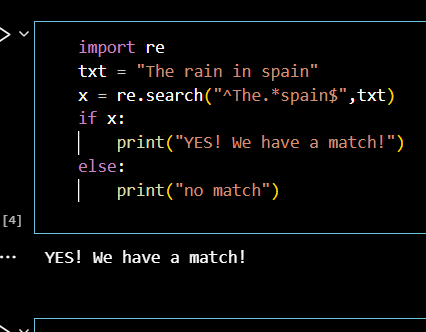 import re
txt = "The rain in spain"
x = re.search("^The.*spain$",txt)
if x:
    print("YES! We have a match!")
else:
    print("no match")
[4]
... YES! We have a match!